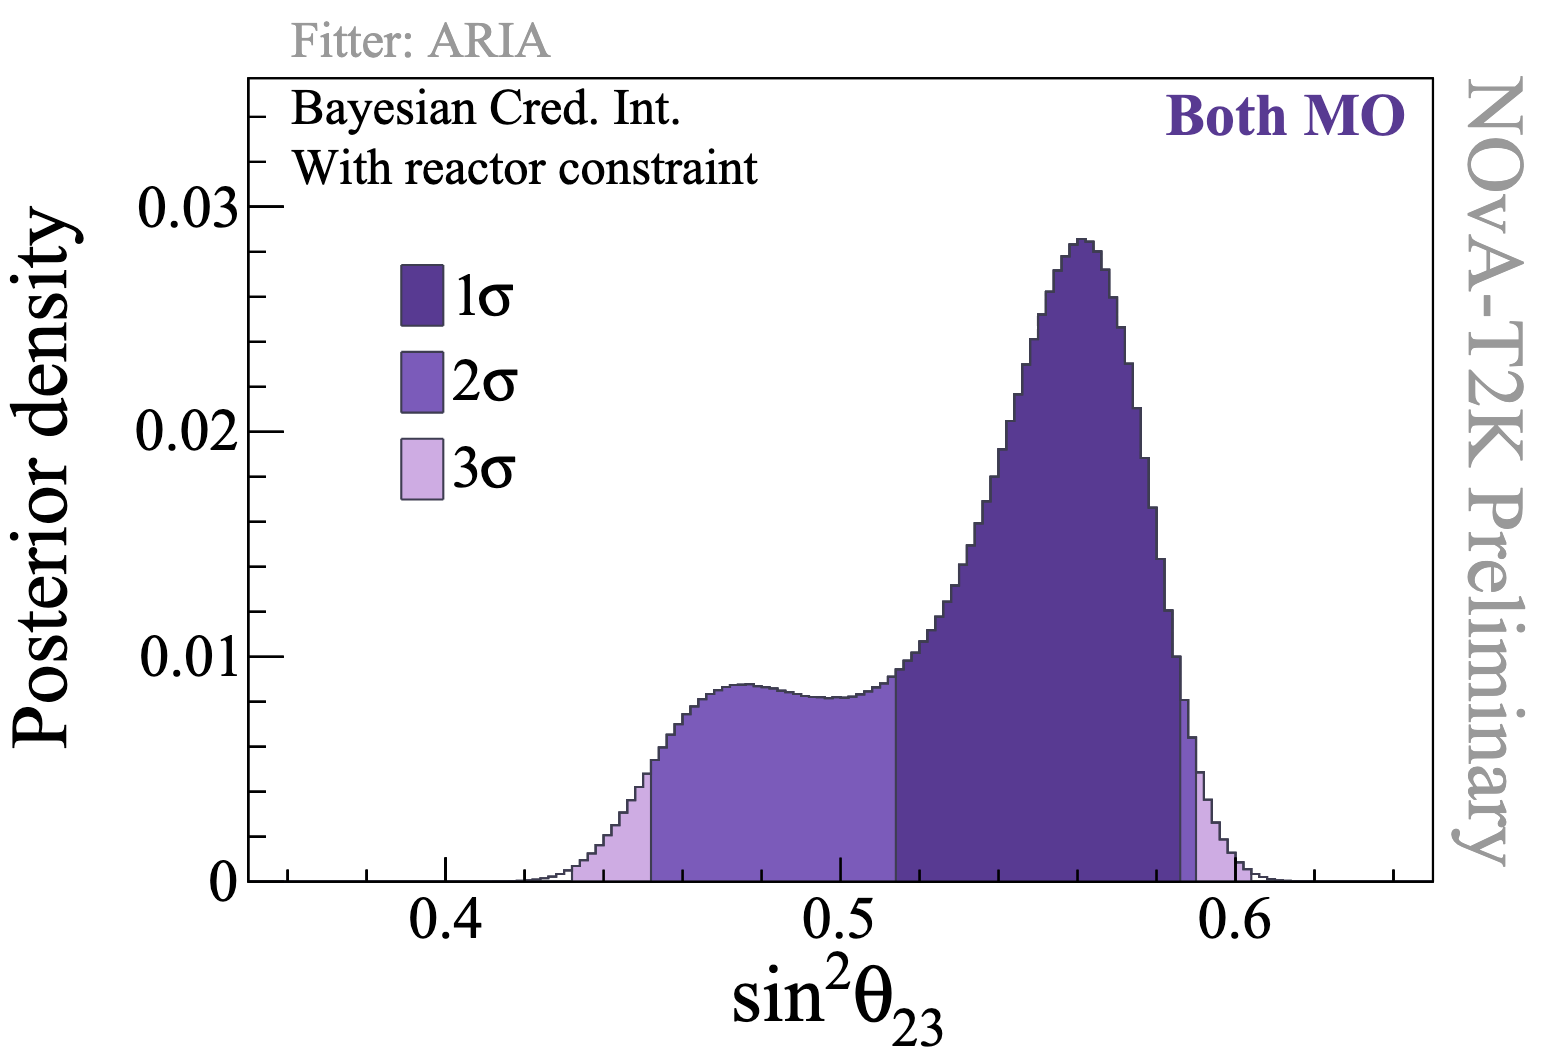 Fitter: ARIA
Bayesian Cred. Int.
With reactor constraint
Both MO
NOvA-T2K Preliminary
Posterior density
0.03
0.02
0.01
0
1σ
2σ
3σ
0.4 0.5 0.6
sin²θ₂₃